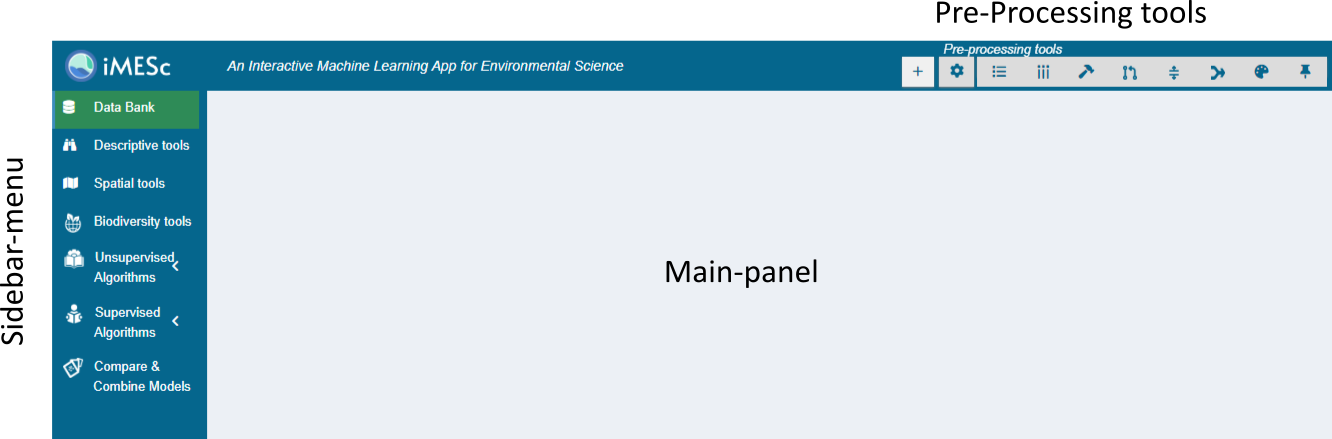 Pre-Processing tools
Pre-processing tools
iMESc
An Interactive Machine Learning App for Environmental Science
Sidebar-menu
Data Bank
Descriptive tools
Spatial tools
Biodiversity tools
Unsupervised
Algorithms
Supervised
Algorithms
Compare &
Combine Models
Main-panel